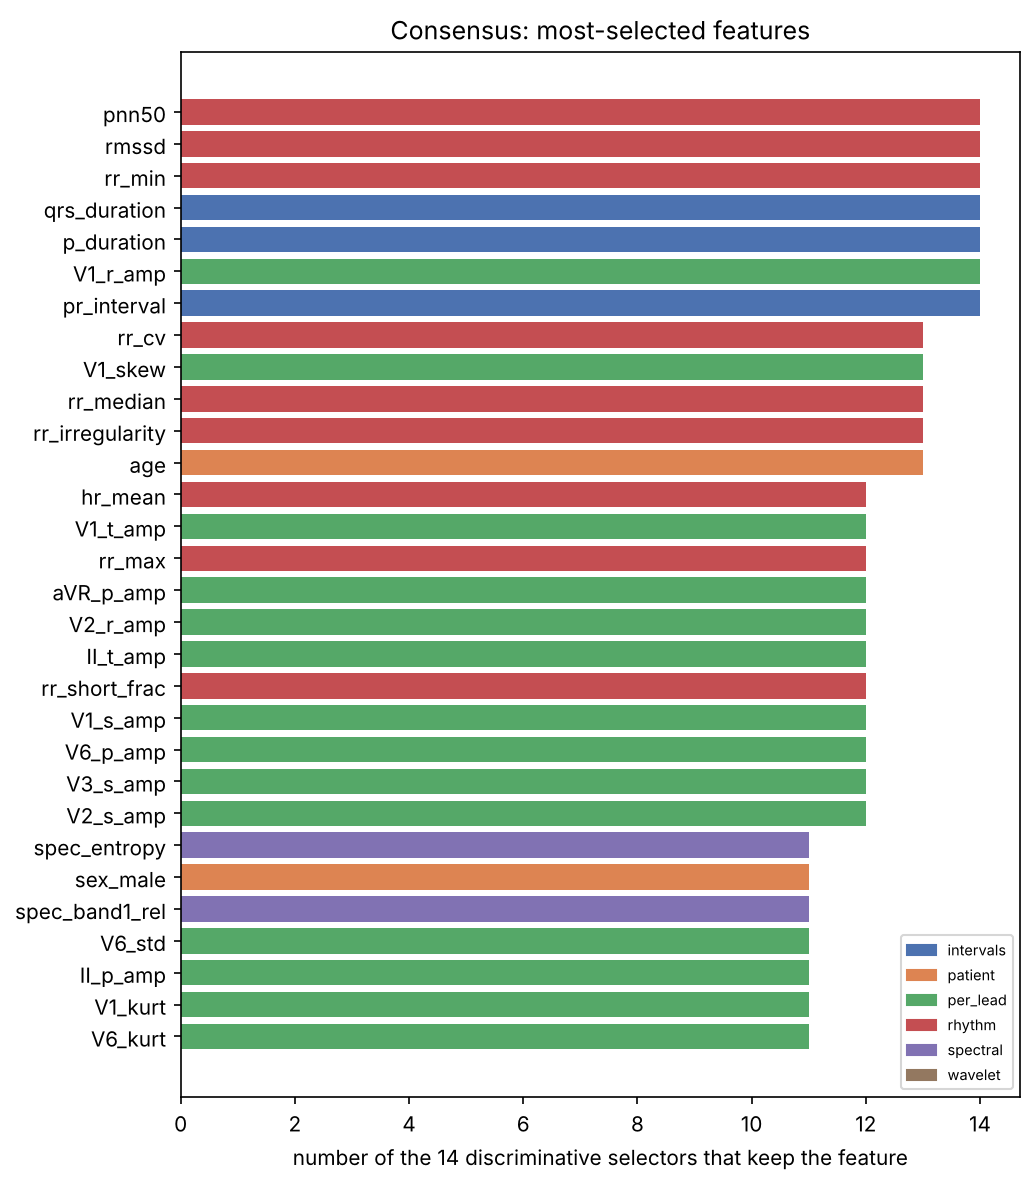 Consensus: most-selected features
pnn50
rmssd
rr_min
qrs_duration
p_duration
V1_r_amp
pr_interval
rr_cv
V1_skew
rr_median
rr_irregularity
age
hr_mean
V1_t_amp
rr_max
aVR_p_amp
V2_r_amp
II_t_amp
rr_short_frac
V1_s_amp
V6_p_amp
V3_s_amp
V2_s_amp
spec_entropy
sex_male
spec_band1_rel
V6_std
II_p_amp
V1_kurt
V6_kurt
intervals
patient
per_lead
rhythm
spectral
wavelet
0 2 4 6 8 10 12 14
number of the 14 discriminative selectors that keep the feature